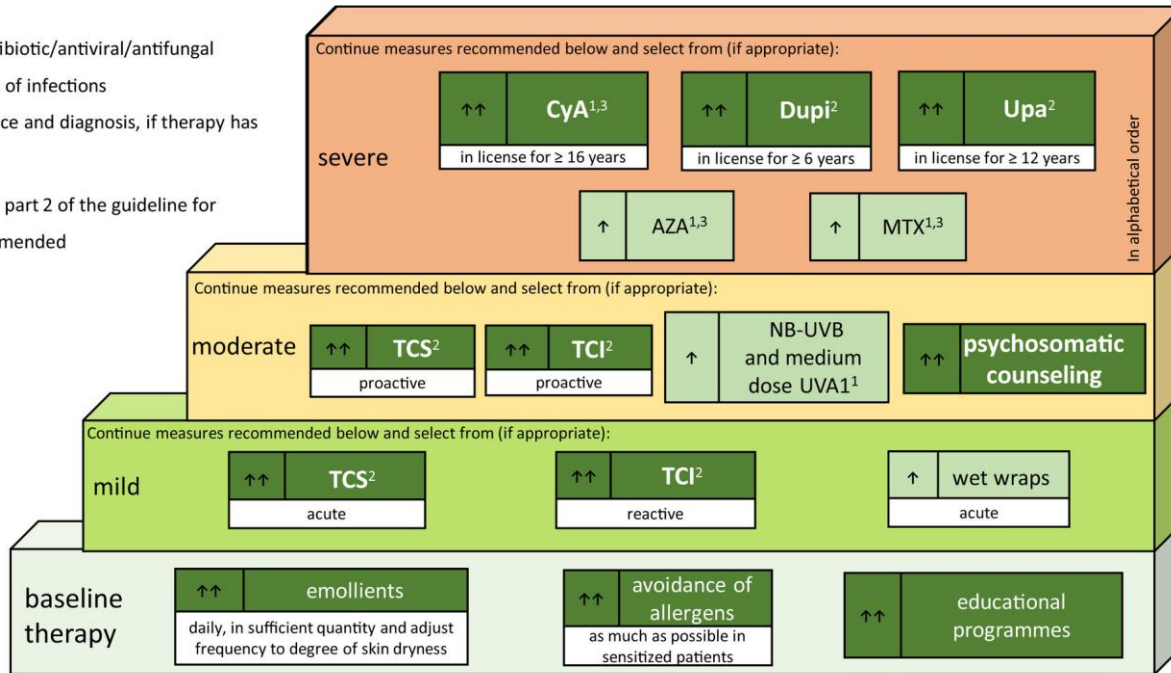 ibiotic/antiviral/antifungal
of infections
ce and diagnosis, if therapy has
part 2 of the guideline for
mended
Continue measures recommended below and select from (if appropriate):
severe
↑↑ CyA1,3
in license for ≥ 16 years
↑↑ Dupi2
in license for ≥ 6 years
↑↑ Upa2
in license for ≥ 12 years
↑ AZA1,3
↑ MTX1,3
In alphabetical order
Continue measures recommended below and select from (if appropriate):
moderate
↑↑ TCS2
proactive
↑↑ TCI2
proactive
↑ NB-UVB
and medium
dose UVA11
↑↑ psychosomatic
counseling
Continue measures recommended below and select from (if appropriate):
mild
↑↑ TCS2
acute
↑↑ TCI2
reactive
↑ wet wraps
acute
baseline
therapy
↑↑ emollients
daily, in sufficient quantity and adjust
frequency to degree of skin dryness
↑↑ avoidance of
allergens
as much as possible in
sensitized patients
↑↑ educational
programmes